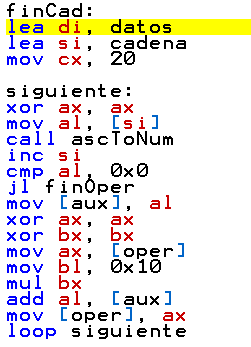 finCad:
lea di, datos
lea si, cadena
mov cx, 20

siguiente:
xor ax, ax
mov al, [si]
call ascToNum
inc si
cmp al, 0x0
jl finOper
mov [aux], al
xor ax, ax
xor bx, bx
mov ax, [oper]
mov bl, 0x10
mul bx
add al, [aux]
mov [oper], ax
loop siguiente